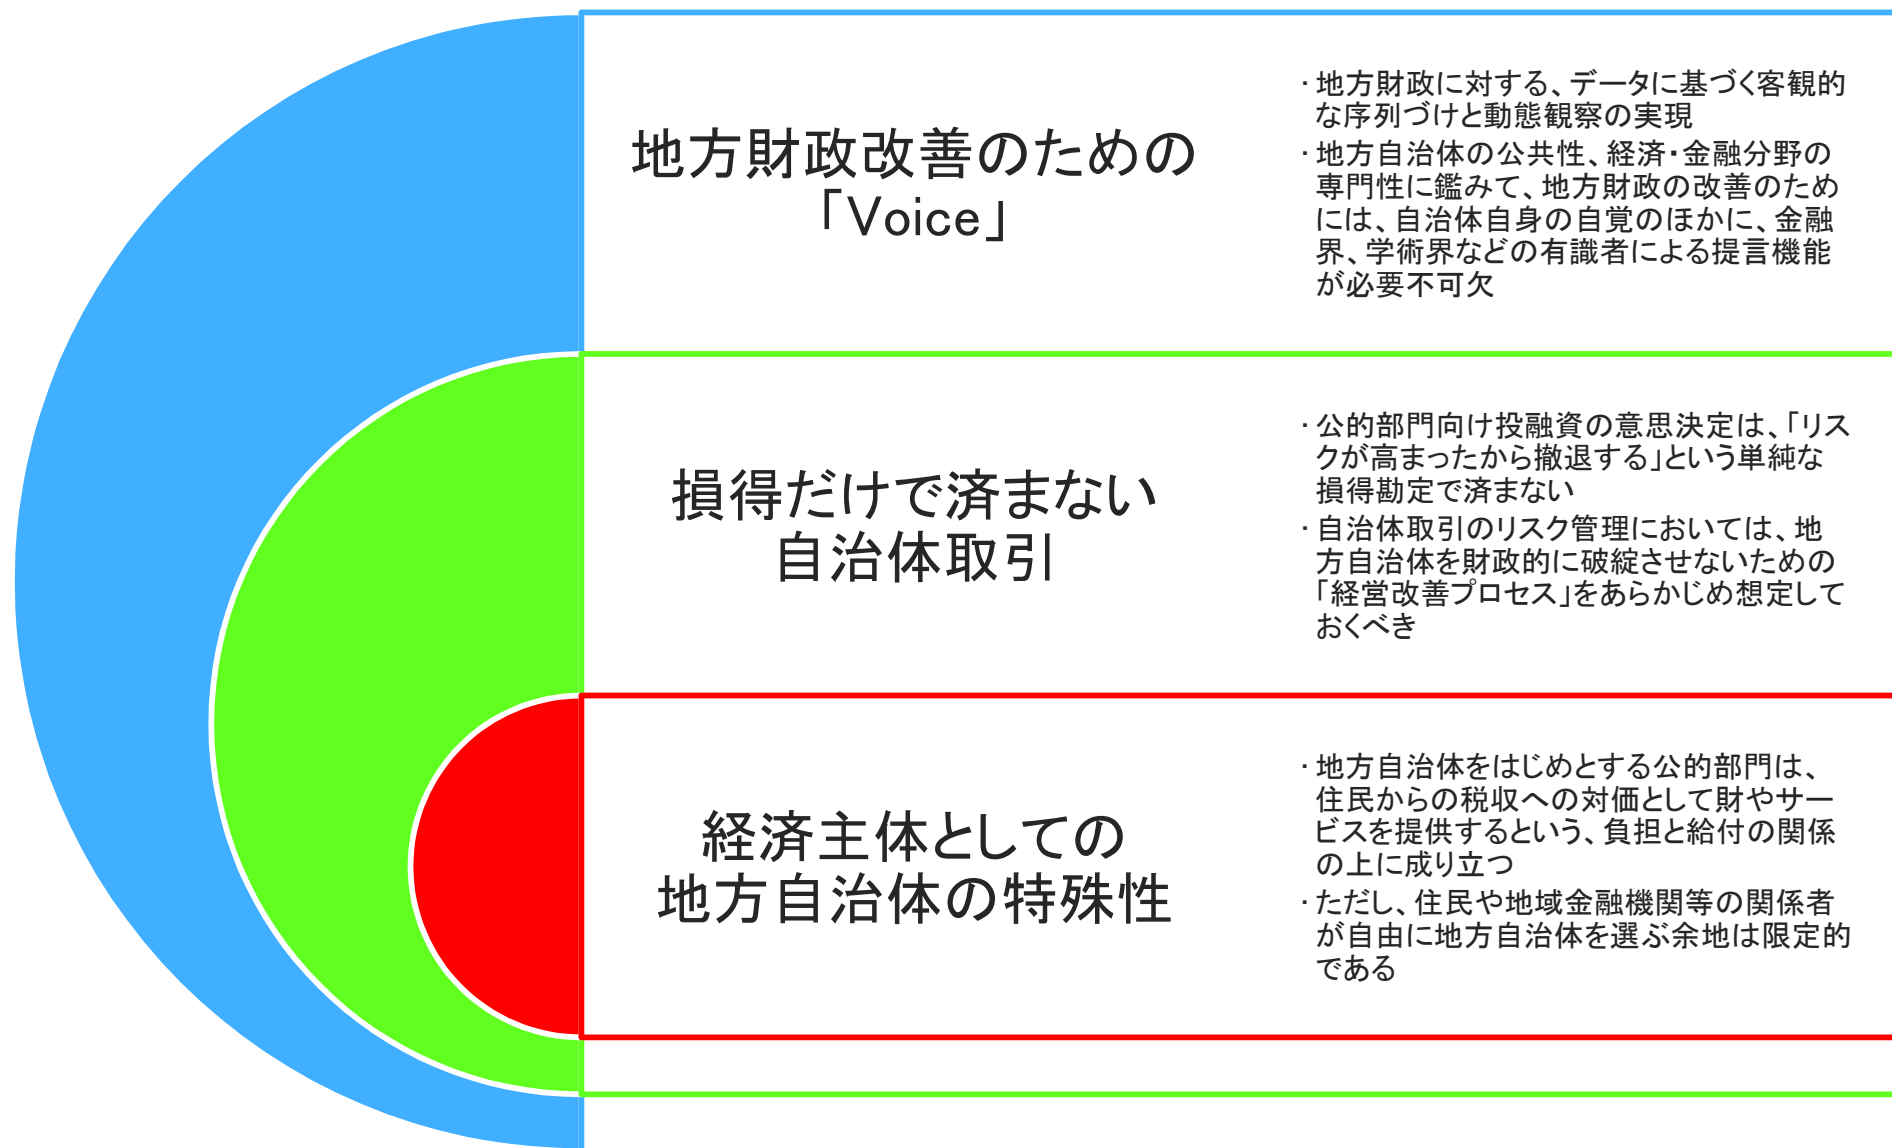 地方財政改善のための
「Voice」
・地方財政に対する、データに基づく客観的
な序列づけと動態観察の実現
・地方自治体の公共性、経済・金融分野の
専門性に鑑みて、地方財政の改善のため
には、自治体自身の自覚のほかに、金融
界、学術界などの有識者による提言機能
が必要不可欠
損得だけで済まない
自治体取引
・公的部門向け投融資の意思決定は、「リス
クが高まったから撤退する」という単純な
損得勘定で済まない
・自治体取引のリスク管理においては、地
方自治体を財政的に破綻させないための
「経営改善プロセス」をあらかじめ想定して
おくべき
経済主体としての
地方自治体の特殊性
・地方自治体をはじめとする公的部門は、
住民からの税収への対価として財やサー
ビスを提供するという、負担と給付の関係
の上に成り立つ
・ただし、住民や地域金融機関等の関係者
が自由に地方自治体を選ぶ余地は限定的
である